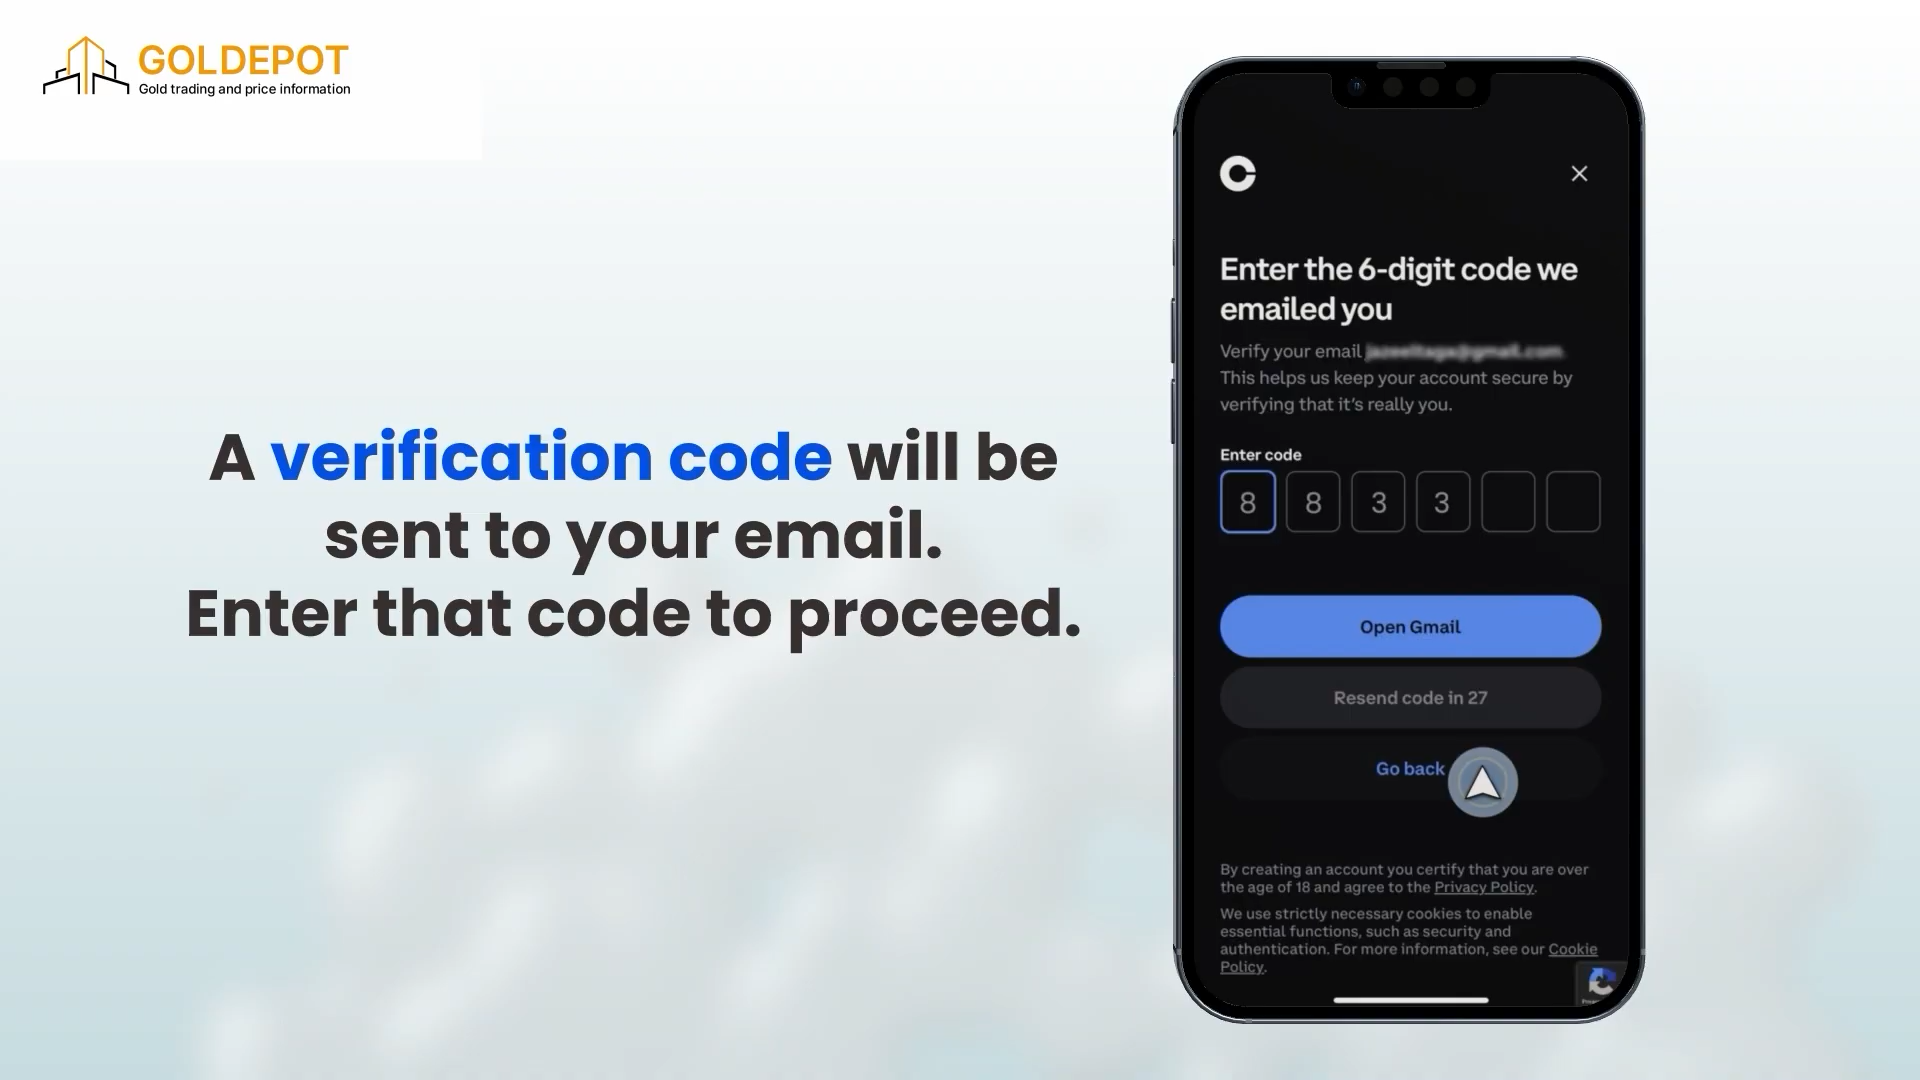 GOLDEPOT
Gold trading and price information
A verification code will be
sent to your email.
Enter that code to proceed.
Enter the 6-digit code we
emailed you
Verify your email
This helps us keep your account secure by
verifying that it's really you.
Enter code
8 8 3 3
Open Gmail
Resend code in 27
Go back
By creating an account you certify that you are over
the age of 18 and agree to the Privacy Policy.
We use strictly necessary cookies to enable
essential functions, such as security and
authentication. For more information, see our Cookie
Policy.